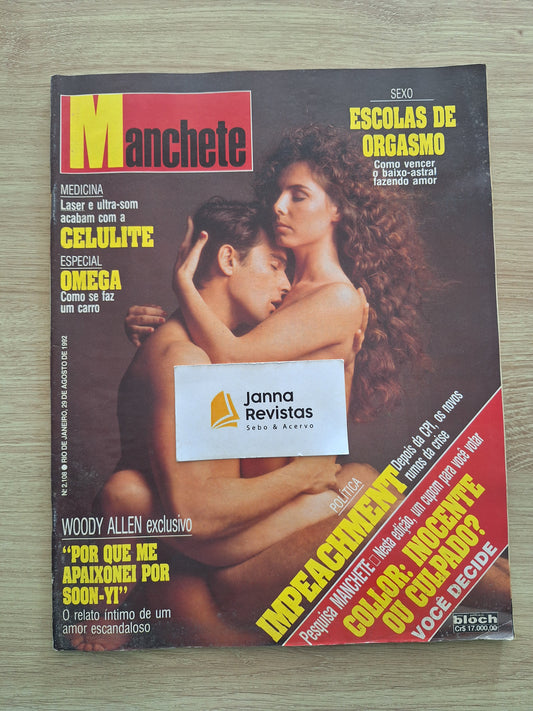 Manchete
SEXO
ESCOLAS DE
ORGASMO
Como vencer
o baixo-astral
fazendo amor
MEDICINA
Laser e ultra-som
acabam com a
CELULITE
ESPECIAL
OMEGA
Como se faz
um carro
Nº 2.108 ● RIO DE JANEIRO, 29 DE AGOSTO DE 1992
Janna
Revistas
Sebo & Acervo
WOODY ALLEN exclusivo
"POR QUE ME
APAIXONEI POR
SOON-YI"
O relato íntimo de um
amor escandaloso
POLÍTICA
IMPEACHMENT
Depois da CPI, os novos
rumos da crise
Pesquisa MANCHETE □ Nesta edição, um cupom para você votar
COLLOR: INOCENTE
OU CULPADO?
VOCÊ DECIDE
bloch
Cr$ 17.000,00